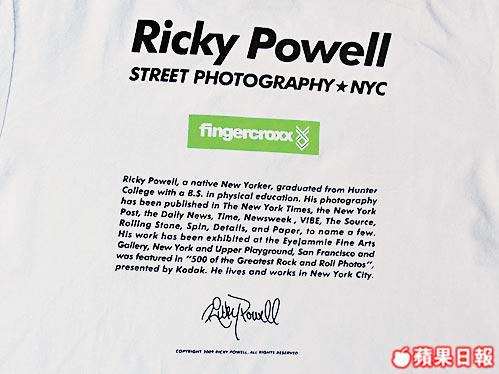 Ricky Powell
STREET PHOTOGRAPHY★NYC
fingercroxx
Ricky Powell, a native New Yorker, graduated from Hunter
College with a B.S. in physical education. His photography
has been published in The New York Times, the New York
Post, the Daily News, Time, Newsweek , VIBE, The Source,
Rolling Stone, Spin, Details, and Paper, to name a few.
His work has been exhibited at the Eyejammie Fine Arts
Gallery, New York and Upper Playground, San Francisco and
was featured in "500 of the Greatest Rock and Roll Photos",
presented by Kodak. He lives and works in New York City.
Ricky Powell
COPYRIGHT 2009 RICKY POWELL. ALL RIGHTS RESERVED.
蘋果日報